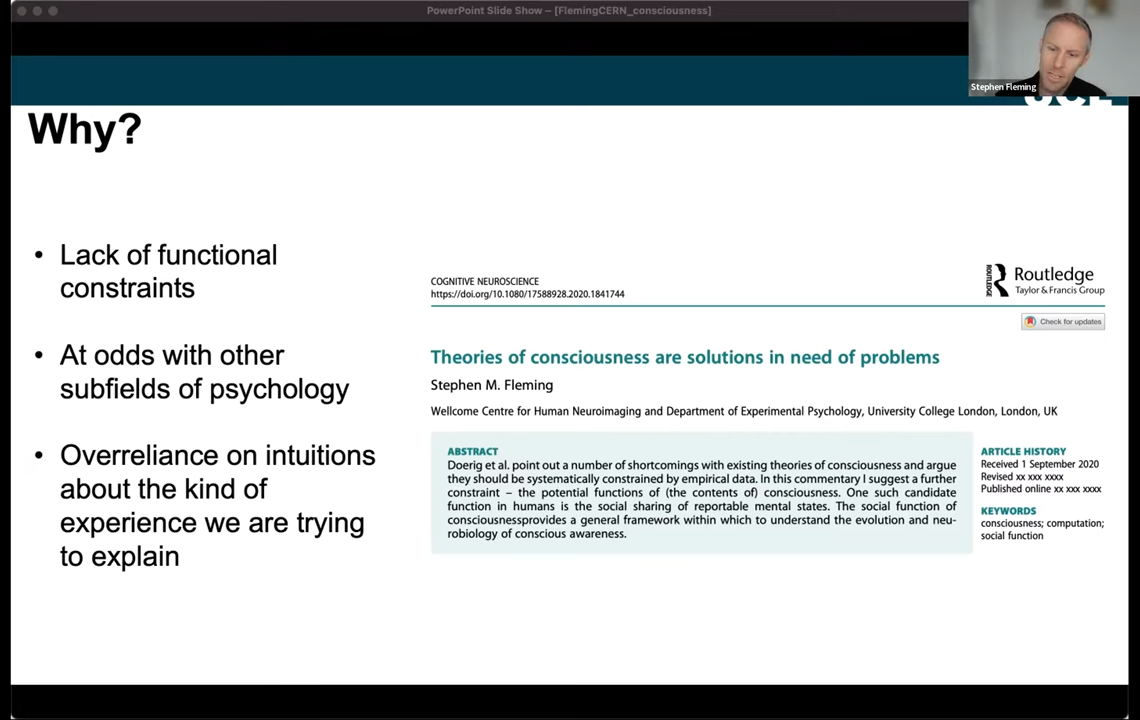 PowerPoint Slide Show – [FlemingCERN_consciousness]
Stephen Fleming
Why?
• Lack of functional
constraints
• At odds with other
subfields of psychology
• Overreliance on intuitions
about the kind of
experience we are trying
to explain
COGNITIVE NEUROSCIENCE
https://doi.org/10.1080/17588928.2020.1841744
ROUTLEDGE
Routledge
Taylor & Francis Group
Check for updates
Theories of consciousness are solutions in need of problems
Stephen M. Fleming
Wellcome Centre for Human Neuroimaging and Department of Experimental Psychology, University College London, London, UK
ABSTRACT
Doerig et al. point out a number of shortcomings with existing theories of consciousness and argue
they should be systematically constrained by empirical data. In this commentary I suggest a further
constraint – the potential functions of (the contents of) consciousness. One such candidate
function in humans is the social sharing of reportable mental states. The social function of
consciousnessprovides a general framework within which to understand the evolution and neu-
robiology of conscious awareness.
ARTICLE HISTORY
Received 1 September 2020
Revised xx xxx xxxx
Published online xx xxx xxxx
KEYWORDS
consciousness; computation;
social function